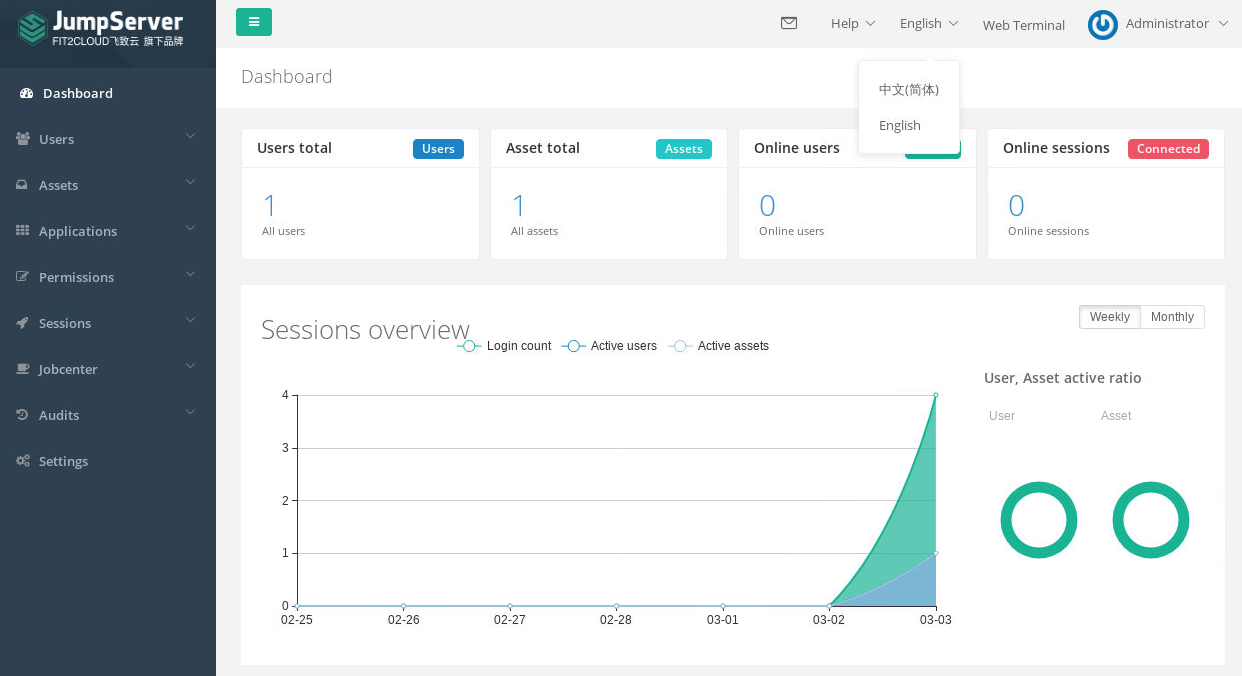 JumpServer
FIT2CLOUD飞致云 旗下品牌
Help
English
Web Terminal
Administrator
中文(简体)
English
Dashboard
Users
Assets
Applications
Permissions
Sessions
Jobcenter
Audits
Settings
Dashboard
Users total
Users
1
All users
Asset total
Assets
1
All assets
Online users
0
Online users
Online sessions
Connected
0
Online sessions
Sessions overview
Weekly
Monthly
Login count
Active users
Active assets
4
3
2
1
0
02-25
02-26
02-27
02-28
03-01
03-02
03-03
User, Asset active ratio
User
Asset